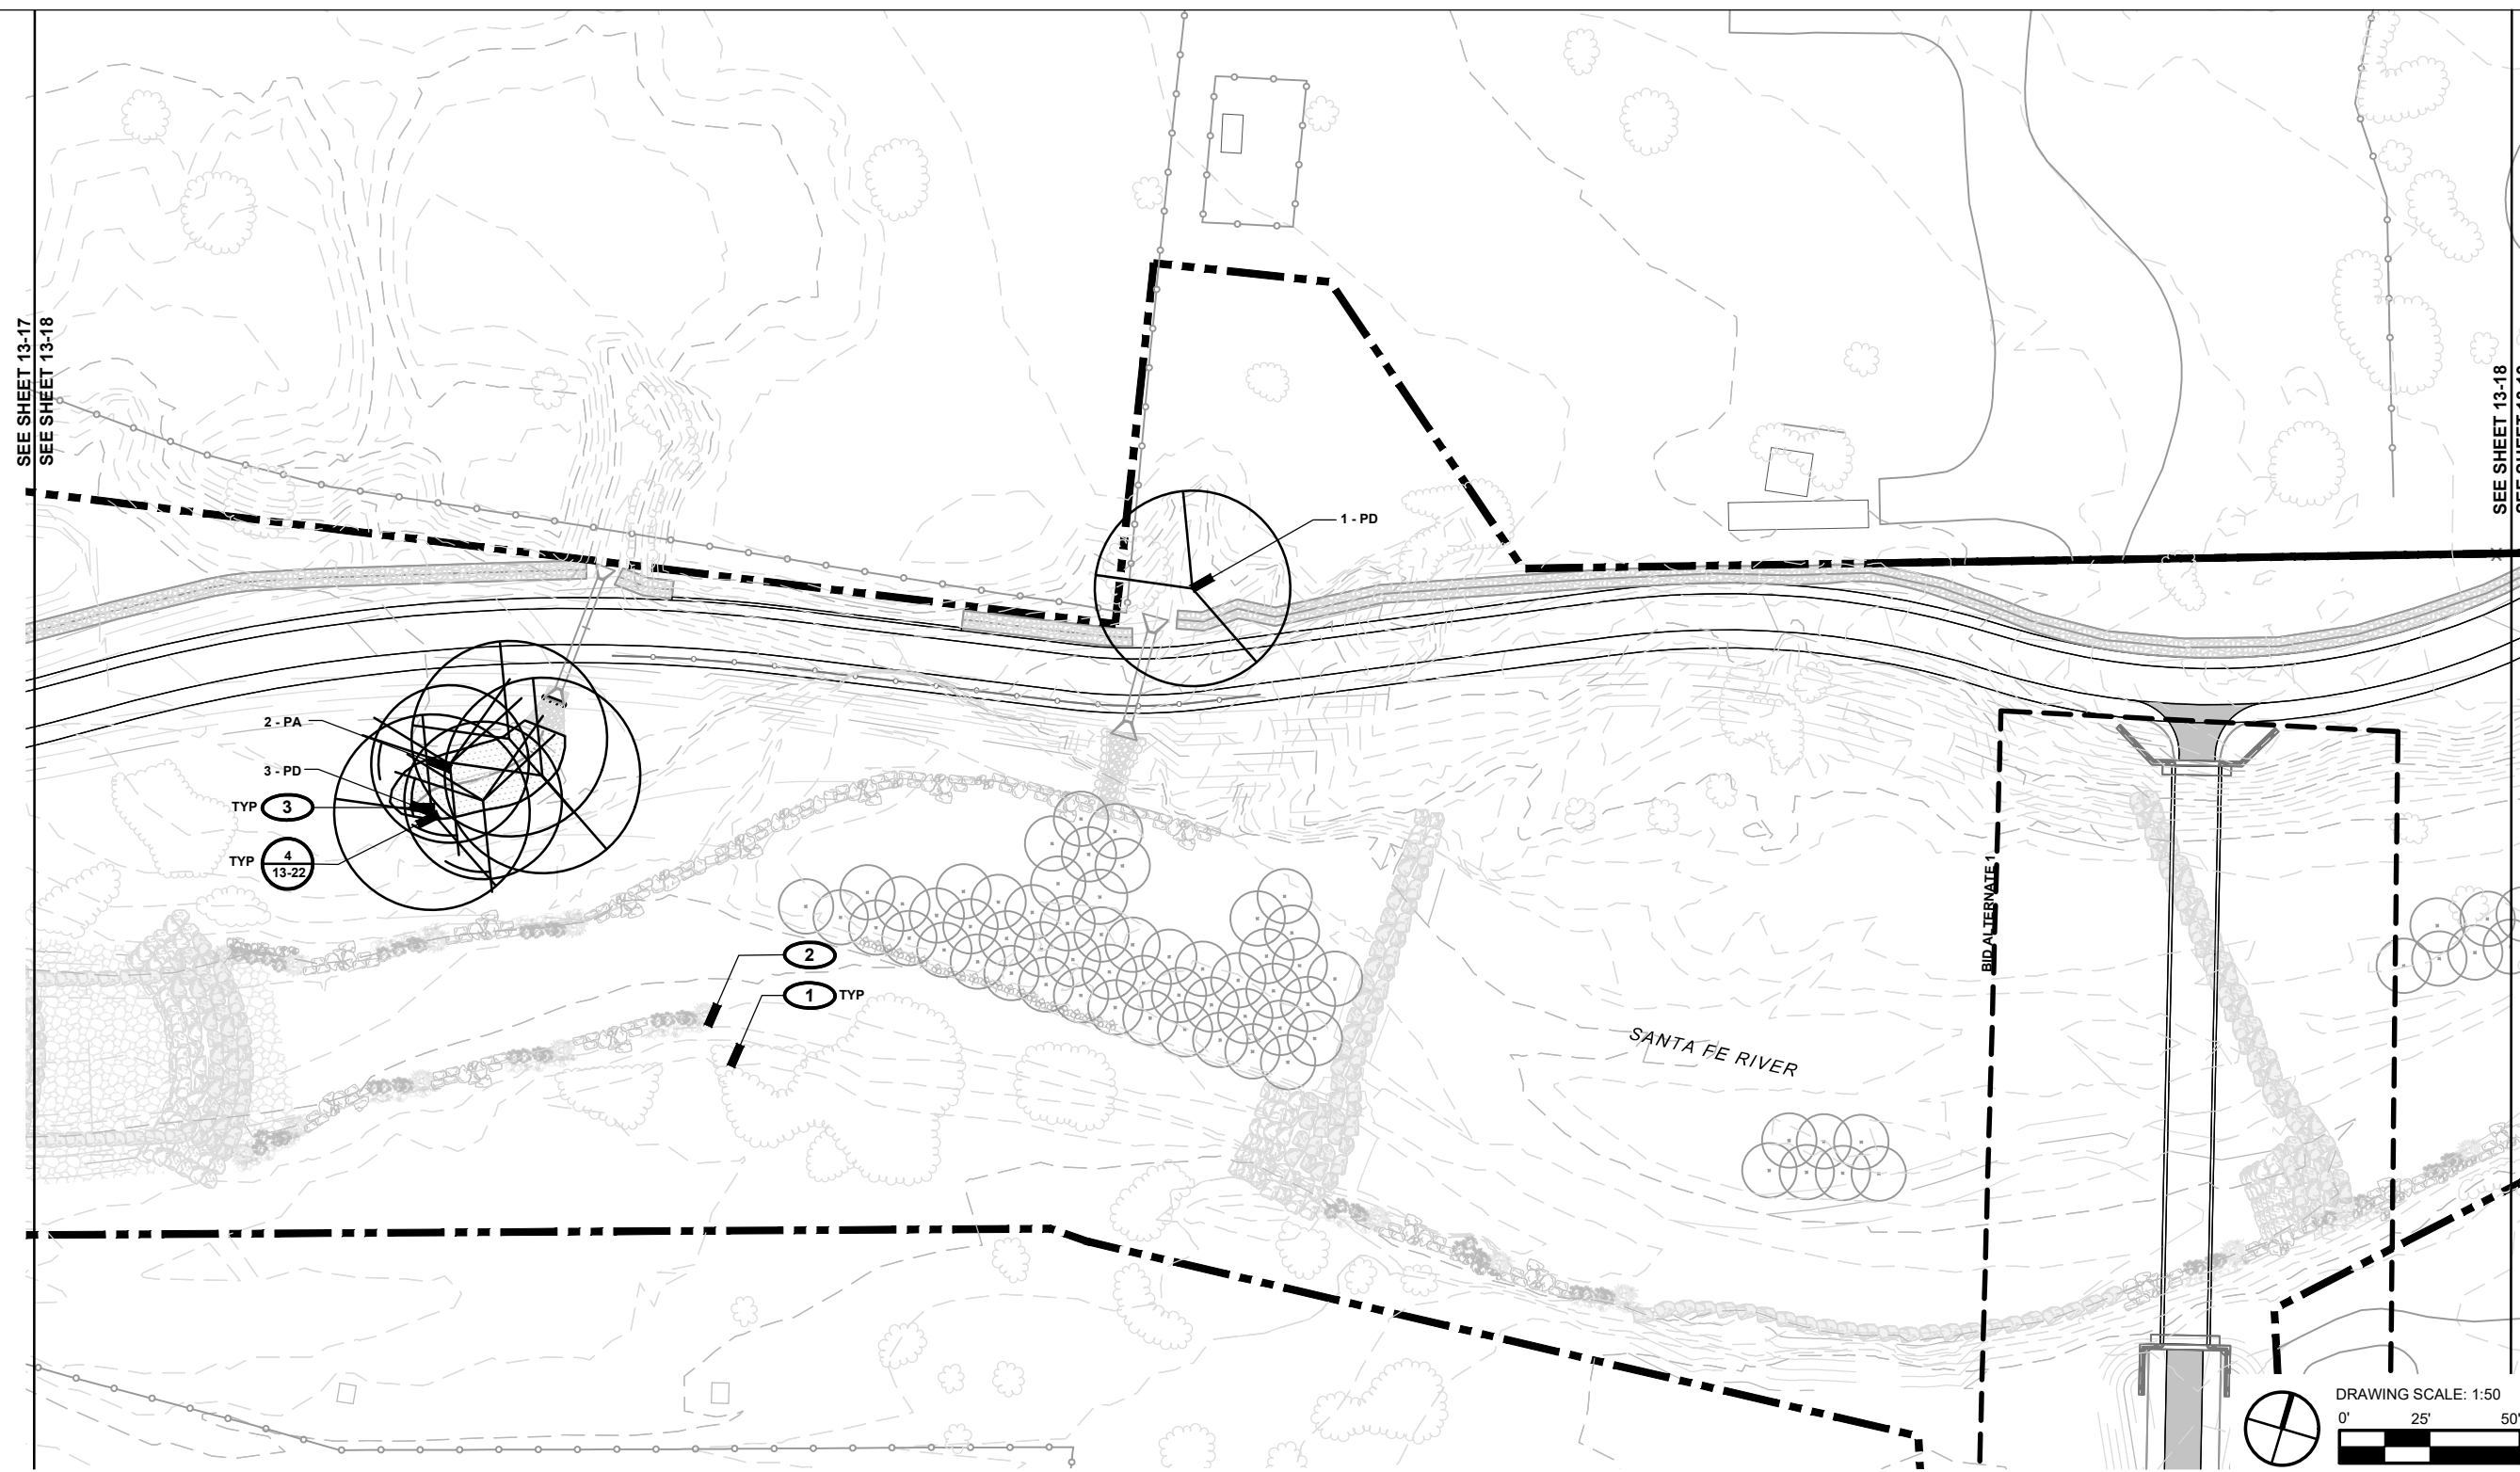 SEE SHEET 13-17
SEE SHEET 13-18
1 - PD
SEE SHEET 13-18
2 - PA
3 - PD
TYP 3
TYP 4
13-22
2
1 TYP
BID ALTERNATE 1
SANTA FE RIVER
DRAWING SCALE: 1:50
0' 25' 50'